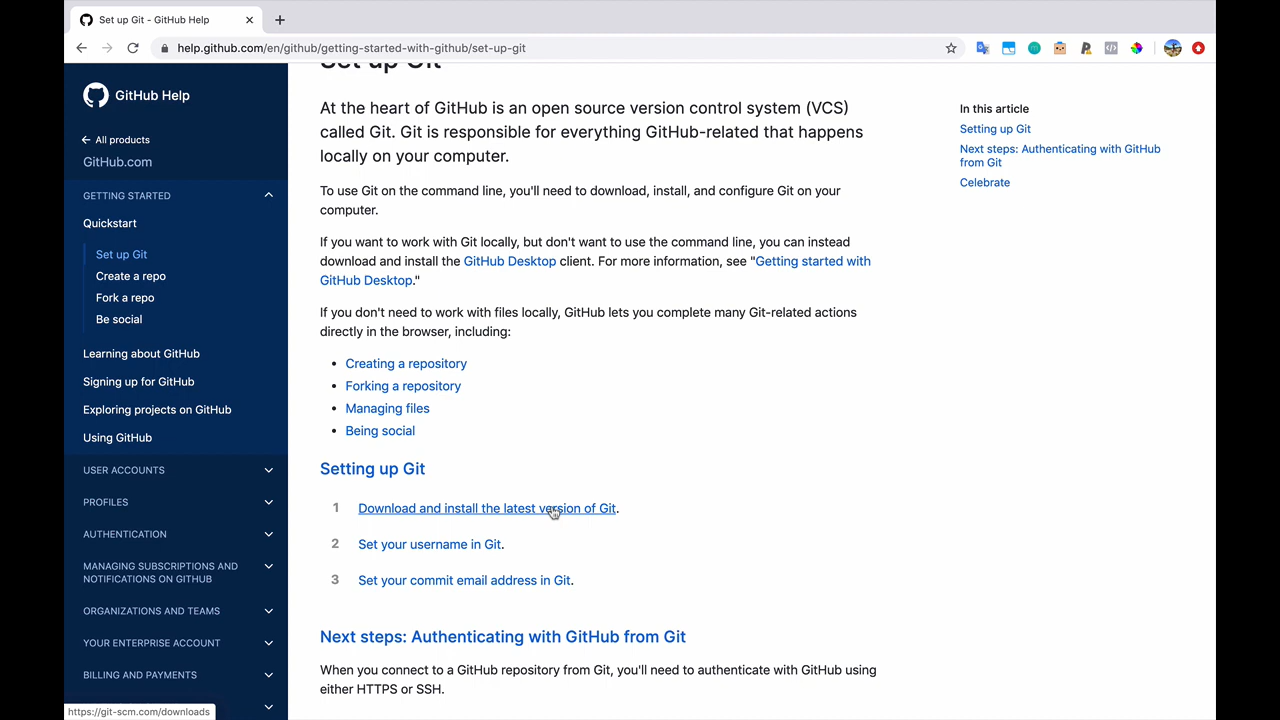 Set up Git - GitHub Help
help.github.com/en/github/getting-started-with-github/set-up-git
GitHub Help
All products
GitHub.com
GETTING STARTED
Quickstart
Set up Git
Create a repo
Fork a repo
Be social
Learning about GitHub
Signing up for GitHub
Exploring projects on GitHub
Using GitHub
USER ACCOUNTS
PROFILES
AUTHENTICATION
MANAGING SUBSCRIPTIONS AND
NOTIFICATIONS ON GITHUB
ORGANIZATIONS AND TEAMS
YOUR ENTERPRISE ACCOUNT
BILLING AND PAYMENTS
https://git-scm.com/downloads
Set up Git
At the heart of GitHub is an open source version control system (VCS)
called Git. Git is responsible for everything GitHub-related that happens
locally on your computer.
To use Git on the command line, you'll need to download, install, and configure Git on your
computer.
If you want to work with Git locally, but don't want to use the command line, you can instead
download and install the GitHub Desktop client. For more information, see "Getting started with
GitHub Desktop."
If you don't need to work with files locally, GitHub lets you complete many Git-related actions
directly in the browser, including:
• Creating a repository
• Forking a repository
• Managing files
• Being social
Setting up Git
1 Download and install the latest version of Git.
2 Set your username in Git.
3 Set your commit email address in Git.
Next steps: Authenticating with GitHub from Git
When you connect to a GitHub repository from Git, you'll need to authenticate with GitHub using
either HTTPS or SSH.
In this article
Setting up Git
Next steps: Authenticating with GitHub
from Git
Celebrate